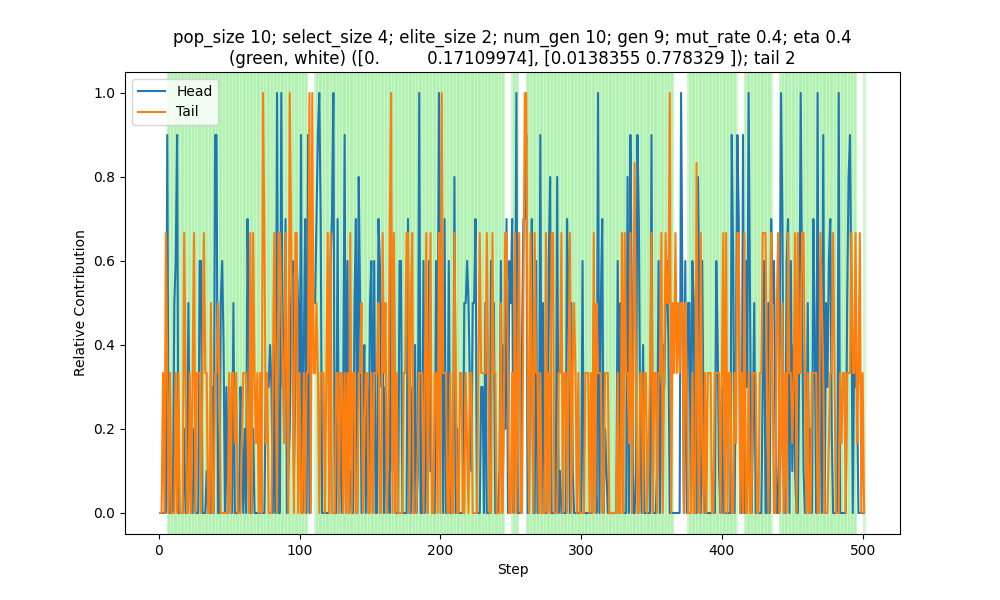 pop_size 10; select_size 4; elite_size 2; num_gen 10; gen 9; mut_rate 0.4; eta 0.4
(green, white) ([0.         0.17109974], [0.0138355 0.778329 ]); tail 2
Head
Tail
1.0
0.8
0.6
0.4
0.2
0.0
Relative Contribution
0
100
200
300
400
500
Step